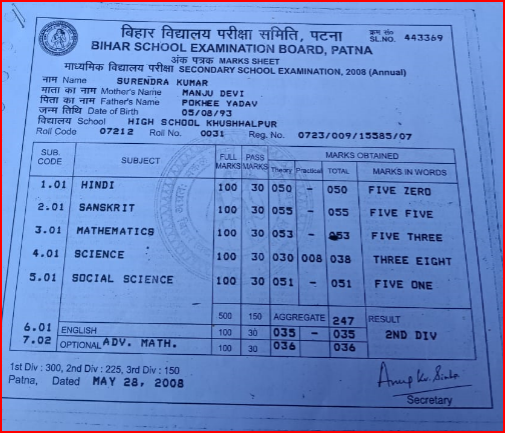 बिहार विद्यालय परीक्षा समिति, पटना
क्रम सं०
SL.NO. 443369
BIHAR SCHOOL EXAMINATION BOARD, PATNA
अंक पत्रक MARKS SHEET
माध्यमिक विद्यालय परीक्षा SECONDARY SCHOOL EXAMINATION, 2008 (Annual)
नाम Name SURENDRA KUMAR
माता का नाम Mother's Name MANJU DEVI
पिता का नाम Father's Name POKHEE YADAV
जन्म तिथि Date of Birth 05/08/93
विद्यालय School HIGH SCHOOL KHUSHHALPUR
Roll Code 07212 Roll No. 0031 Reg. No. 0723/009/15585/07
SUB. CODE SUBJECT FULL MARKS PASS MARKS MARKS OBTAINED
Theory Practical TOTAL MARKS IN WORDS
1.01 HINDI 100 30 050 - 050 FIVE ZERO
2.01 SANSKRIT 100 30 055 - 055 FIVE FIVE
3.01 MATHEMATICS 100 30 053 - 053 FIVE THREE
4.01 SCIENCE 100 30 030 008 038 THREE EIGHT
5.01 SOCIAL SCIENCE 100 30 051 - 051 FIVE ONE
500 150 AGGREGATE 247 RESULT
6.01 ENGLISH 100 30 035 - 035 2ND DIV
7.02 OPTIONAL ADV. MATH. 100 30 036 036
1st Div : 300, 2nd Div : 225, 3rd Div : 150
Patna, Dated MAY 28, 2008
Secretary